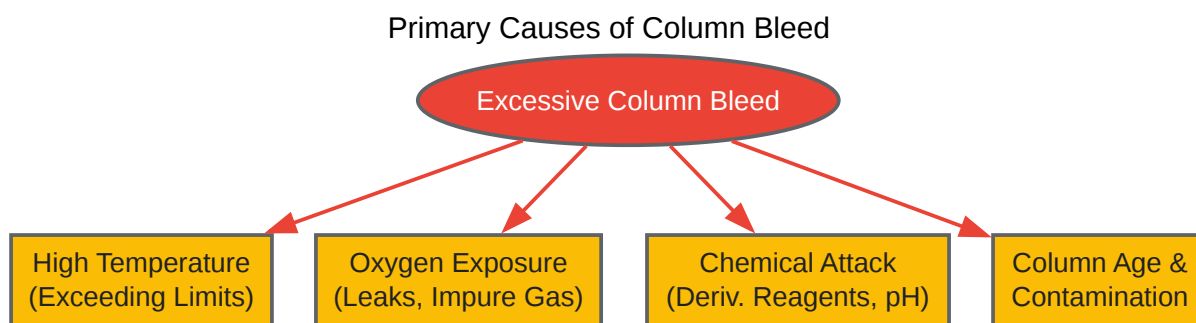 Primary Causes of Column Bleed
Excessive Column Bleed
High Temperature
(Exceeding Limits)
Oxygen Exposure
(Leaks, Impure Gas)
Chemical Attack
(Deriv. Reagents, pH)
Column Age &
Contamination